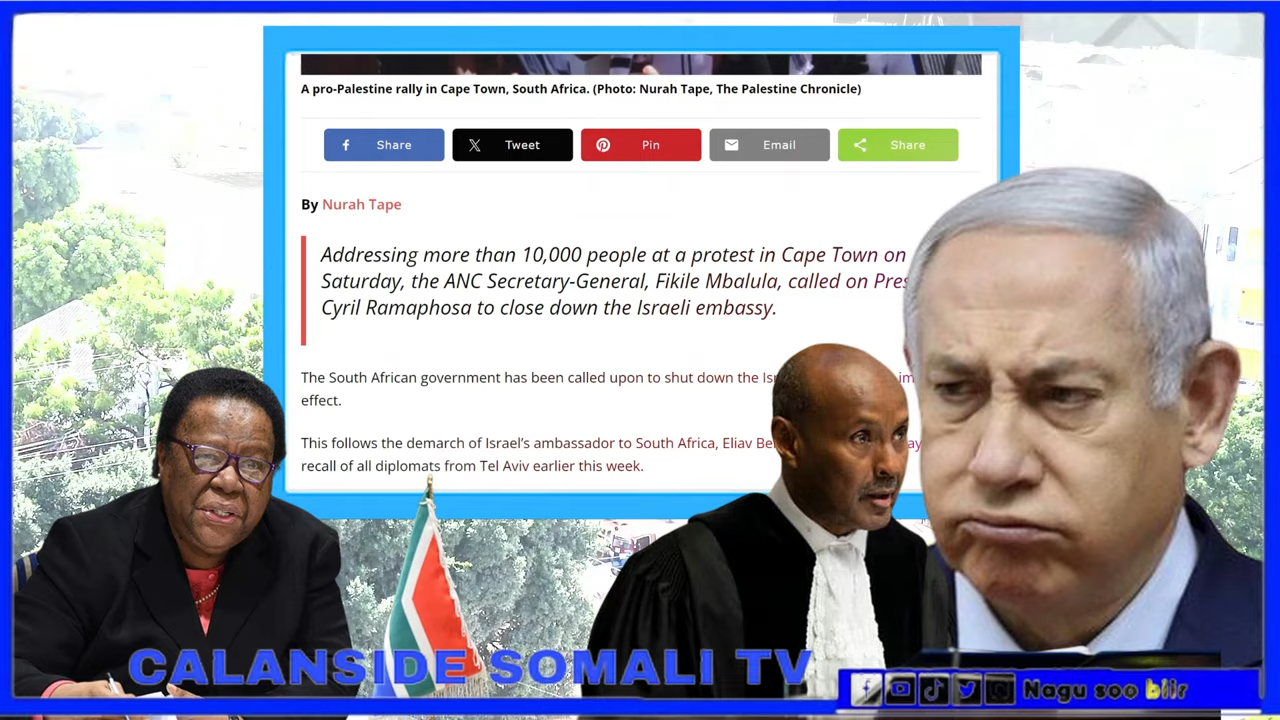 A pro-Palestine rally in Cape Town, South Africa. (Photo: Nurah Tape, The Palestine Chronicle)
Share
Tweet
Pin
Email
Share
By Nurah Tape
Addressing more than 10,000 people at a protest in Cape Town on
Saturday, the ANC Secretary-General, Fikile Mbalula, called on Pres
Cyril Ramaphosa to close down the Israeli embassy.
The South African government has been called upon to shut down the Isr im
effect.
This follows the demarch of Israel's ambassador to South Africa, Eliav Be ay
recall of all diplomats from Tel Aviv earlier this week.
CALANSIDE SOMALI TV
Nagu soo biir